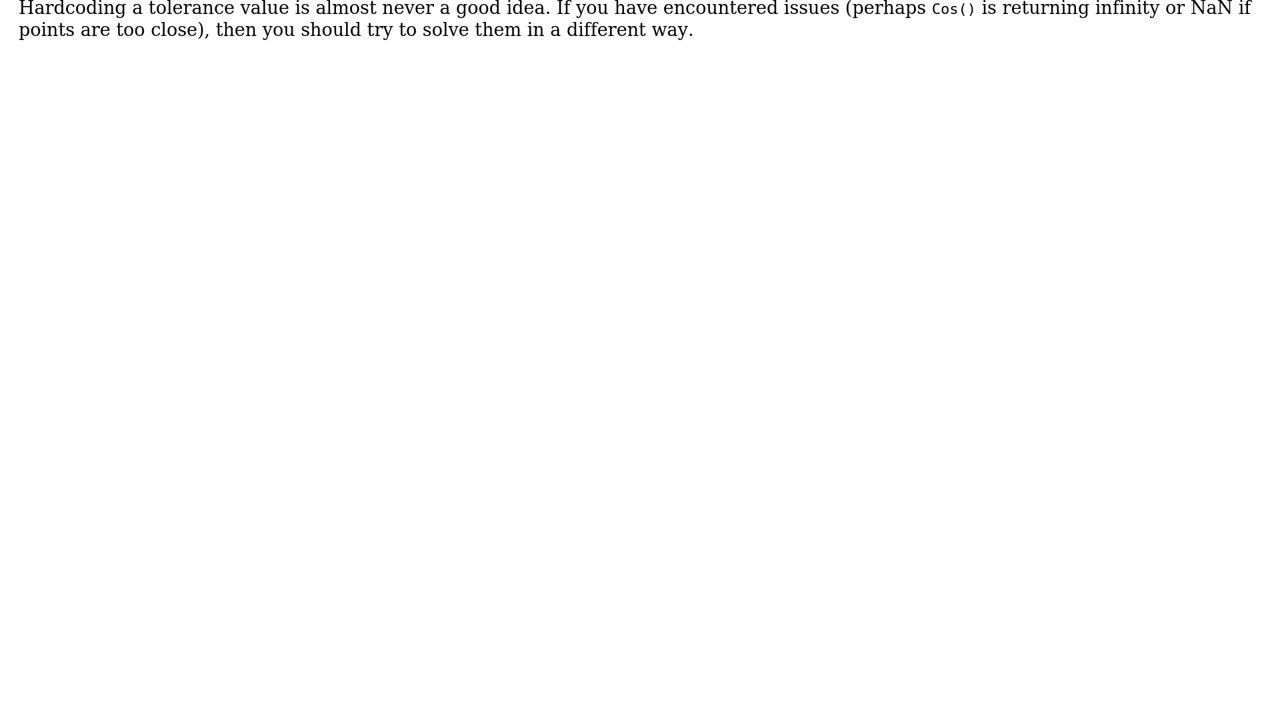 Hardcoding a tolerance value is almost never a good idea. If you have encountered issues (perhaps Cos() is returning infinity or NaN if
points are too close), then you should try to solve them in a different way.